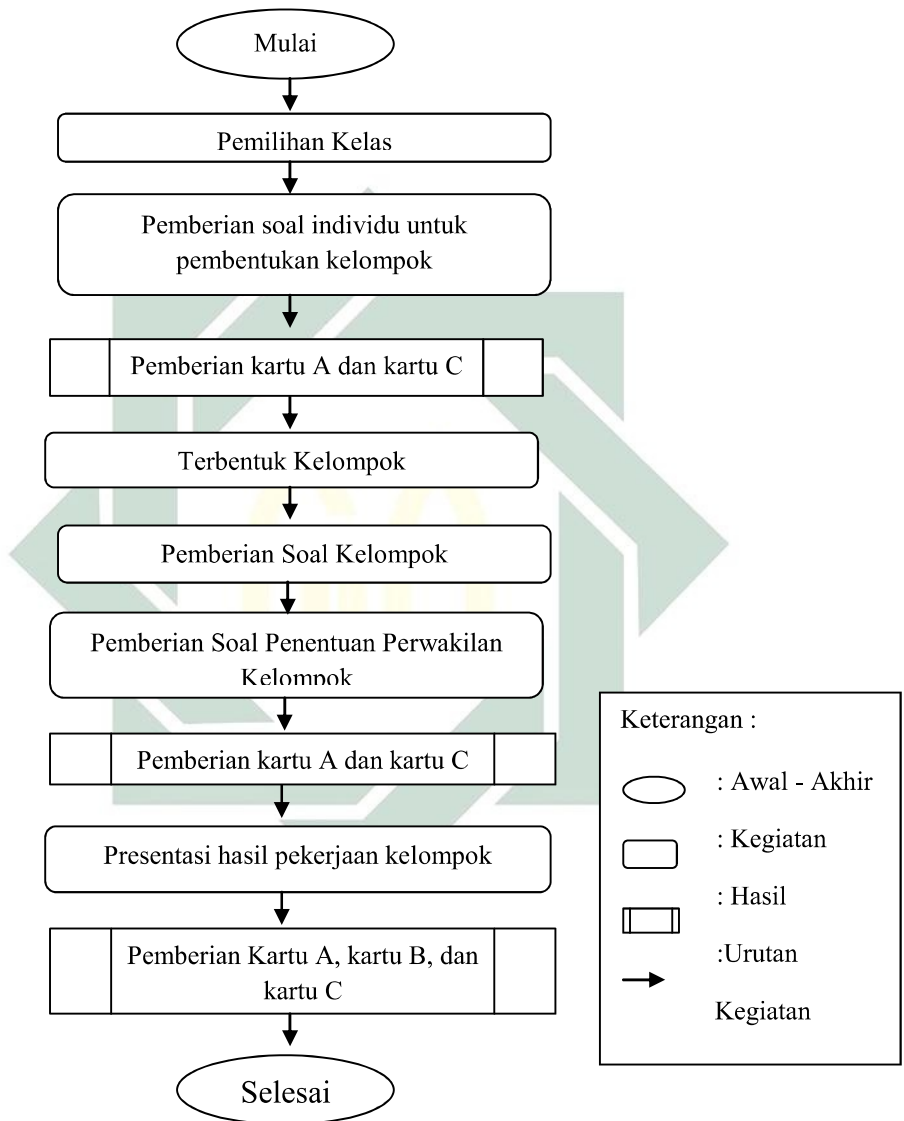 Mulai
Pemilihan Kelas
Pemberian soal individu untuk
pembentukan kelompok
Pemberian kartu A dan kartu C
Terbentuk Kelompok
Pemberian Soal Kelompok
Pemberian Soal Penentuan Perwakilan
Kelompok
Pemberian kartu A dan kartu C
Presentasi hasil pekerjaan kelompok
Pemberian Kartu A, kartu B, dan
kartu C
Selesai
Keterangan :
: Awal - Akhir
: Kegiatan
: Hasil
:Urutan
Kegiatan